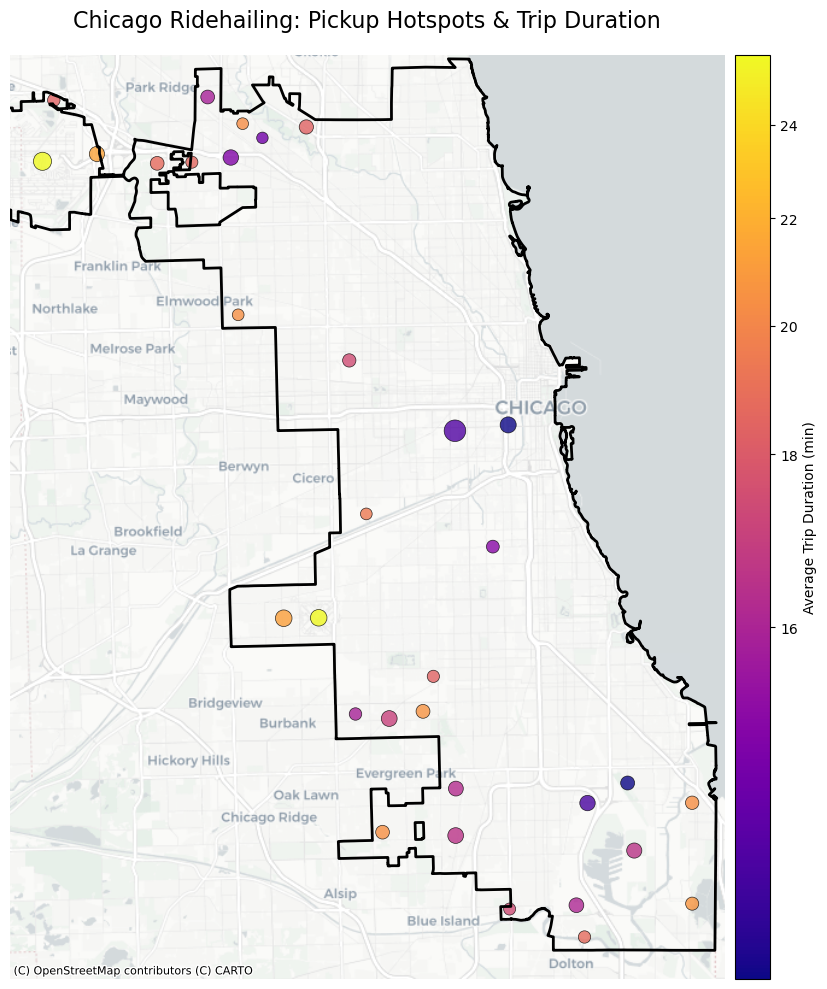 Chicago Ridehailing: Pickup Hotspots & Trip Duration
Park Ridge
Franklin Park
Northlake
Elmwood Park
Melrose Park
Maywood
CHICAGO
Berwyn
Cicero
Brookfield
La Grange
Bridgeview
Burbank
Hickory Hills
Evergreen Park
Oak Lawn
Chicago Ridge
Alsip
Blue Island
Dolton
(C) OpenStreetMap contributors (C) CARTO
24
22
20
18
16
Average Trip Duration (min)